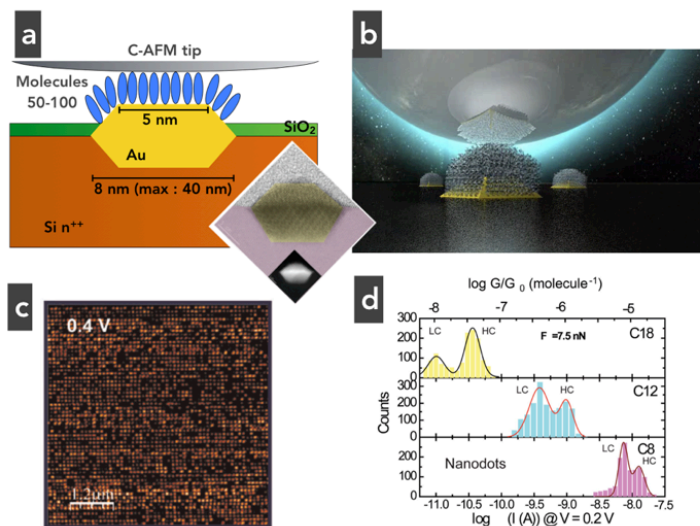 a
C-AFM tip
Molecules
50-100
5 nm
SiO2
Au
8 nm (max : 40 nm)
Si n++
b
c
0.4 V
1.2µm
d
log G/G0 (molecule-1)
-8 -7 -6 -5
300
200
100
0
LC HC F =7.5 nN C18
300
200
100
0
LC HC C12
Counts
300
200
100
0
Nanodots LC HC C8
-11.0 -10.5 -10.0 -9.5 -9.0 -8.5 -8.0 -7.5
log (I (A)) @ V = 0.2 V